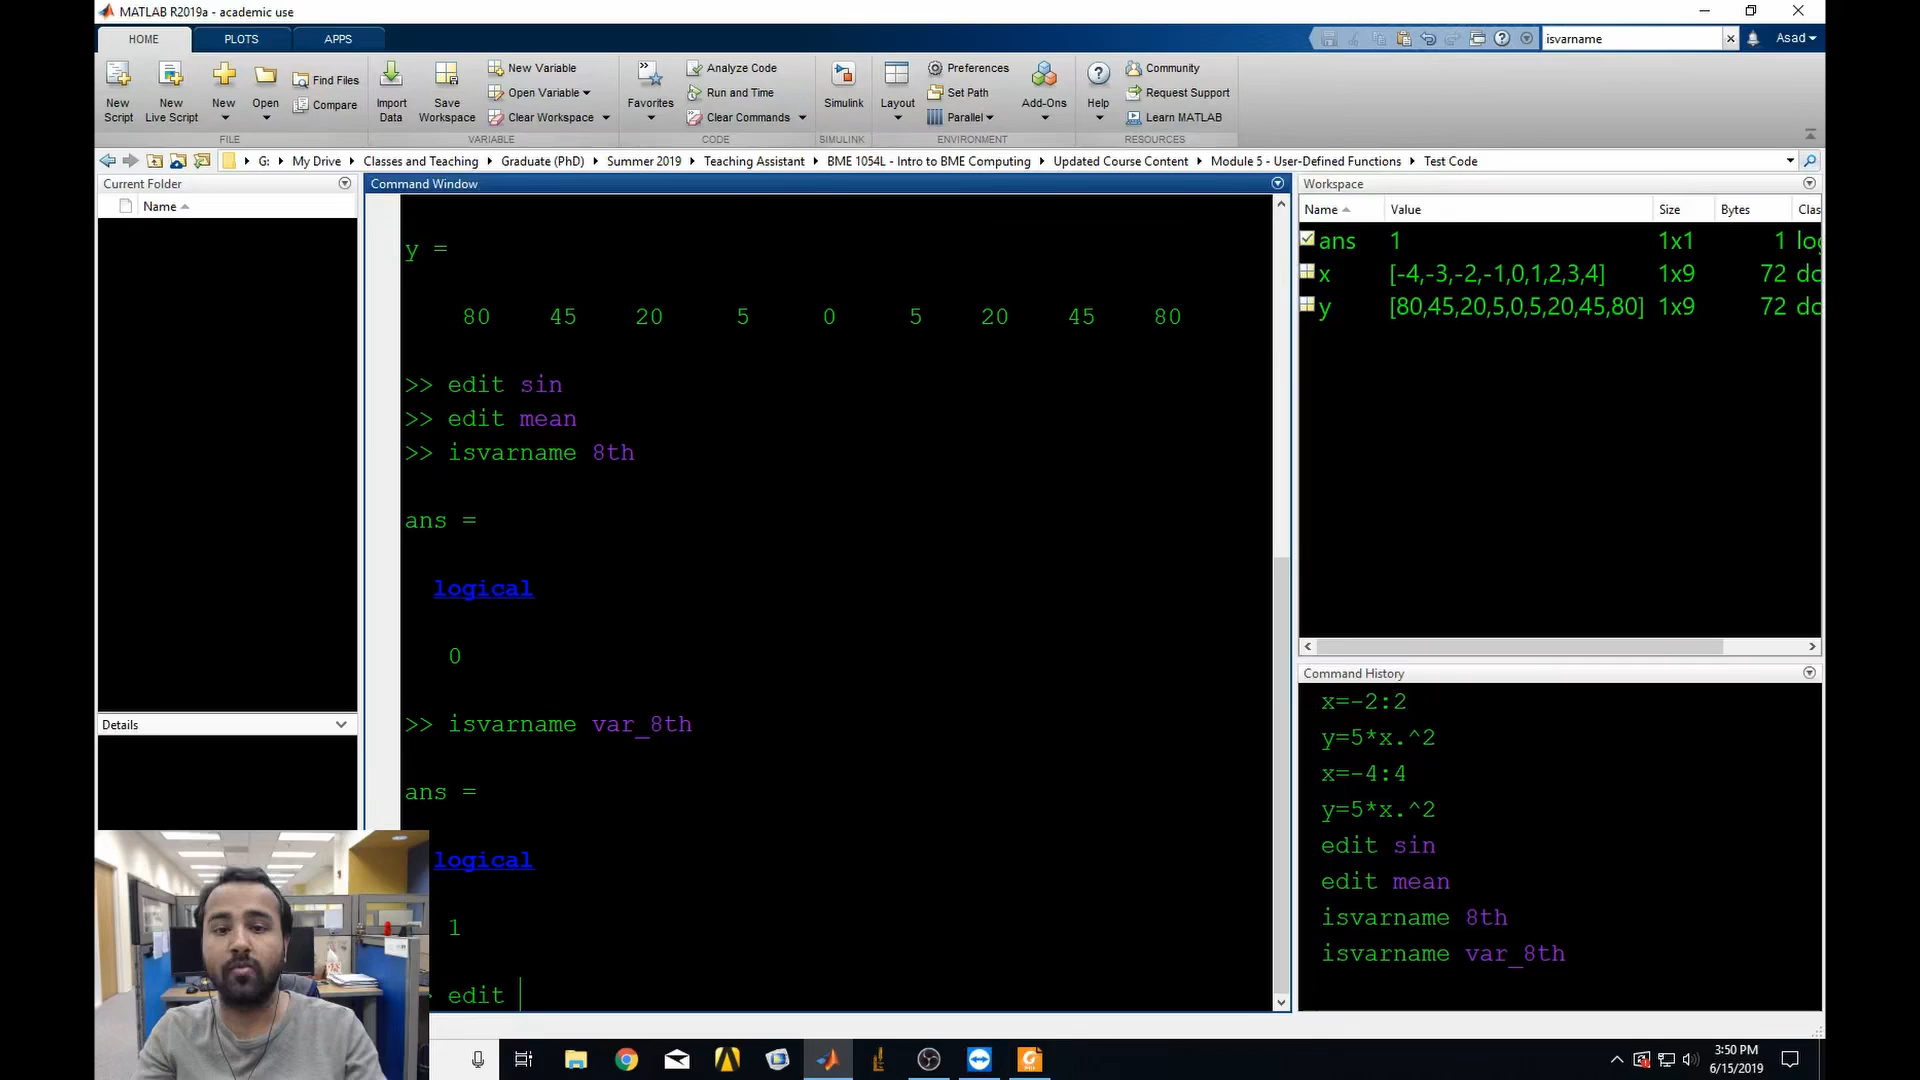 MATLAB R2019a - academic use
HOME PLOTS APPS
isvarname
Asad
New Script
New Live Script
New
Open
Find Files
Compare
FILE
Import Data
Save Workspace
New Variable
Open Variable
Clear Workspace
VARIABLE
Favorites
Analyze Code
Run and Time
Clear Commands
CODE
Simulink
SIMULINK
Layout
Preferences
Set Path
Parallel
Add-Ons
ENVIRONMENT
Help
Community
Request Support
Learn MATLAB
RESOURCES
G: My Drive Classes and Teaching Graduate (PhD) Summer 2019 Teaching Assistant BME 1054L - Intro to BME Computing Updated Course Content Module 5 - User-Defined Functions Test Code
Current Folder
Name
Details
Command Window
y =
80 45 20 5 0 5 20 45 80
>> edit sin
>> edit mean
>> isvarname 8th
ans =
logical
0
>> isvarname var_8th
ans =
logical
1
edit
Workspace
Name Value Size Bytes Clas
ans 1 1x1 1 log
x [-4,-3,-2,-1,0,1,2,3,4] 1x9 72 do
y [80,45,20,5,0,5,20,45,80] 1x9 72 do
Command History
x=-2:2
y=5*x.^2
x=-4:4
y=5*x.^2
edit sin
edit mean
isvarname 8th
isvarname var_8th
3:50 PM
6/15/2019